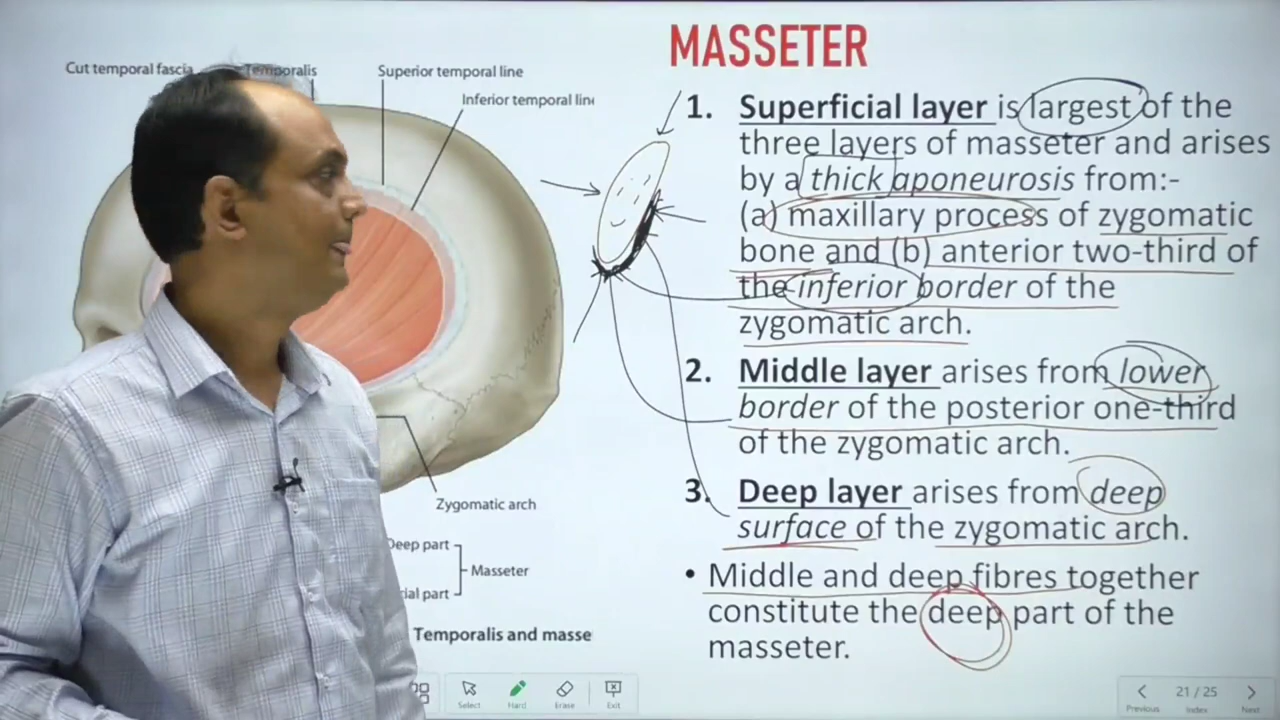 MASSETER
Cut temporal fascia
Temporalis
Superior temporal line
Inferior temporal line
Zygomatic arch
Deep part
Masseter
cial part
Temporalis and masse
1. Superficial layer is largest of the
three layers of masseter and arises
by a thick aponeurosis from:-
(a) maxillary process of zygomatic
bone and (b) anterior two-third of
the inferior border of the
zygomatic arch.
2. Middle layer arises from lower
border of the posterior one-third
of the zygomatic arch.
3. Deep layer arises from deep
surface of the zygomatic arch.
• Middle and deep fibres together
constitute the deep part of the
masseter.
Select Hard Erase Exit
21 / 25
Previous Index Next